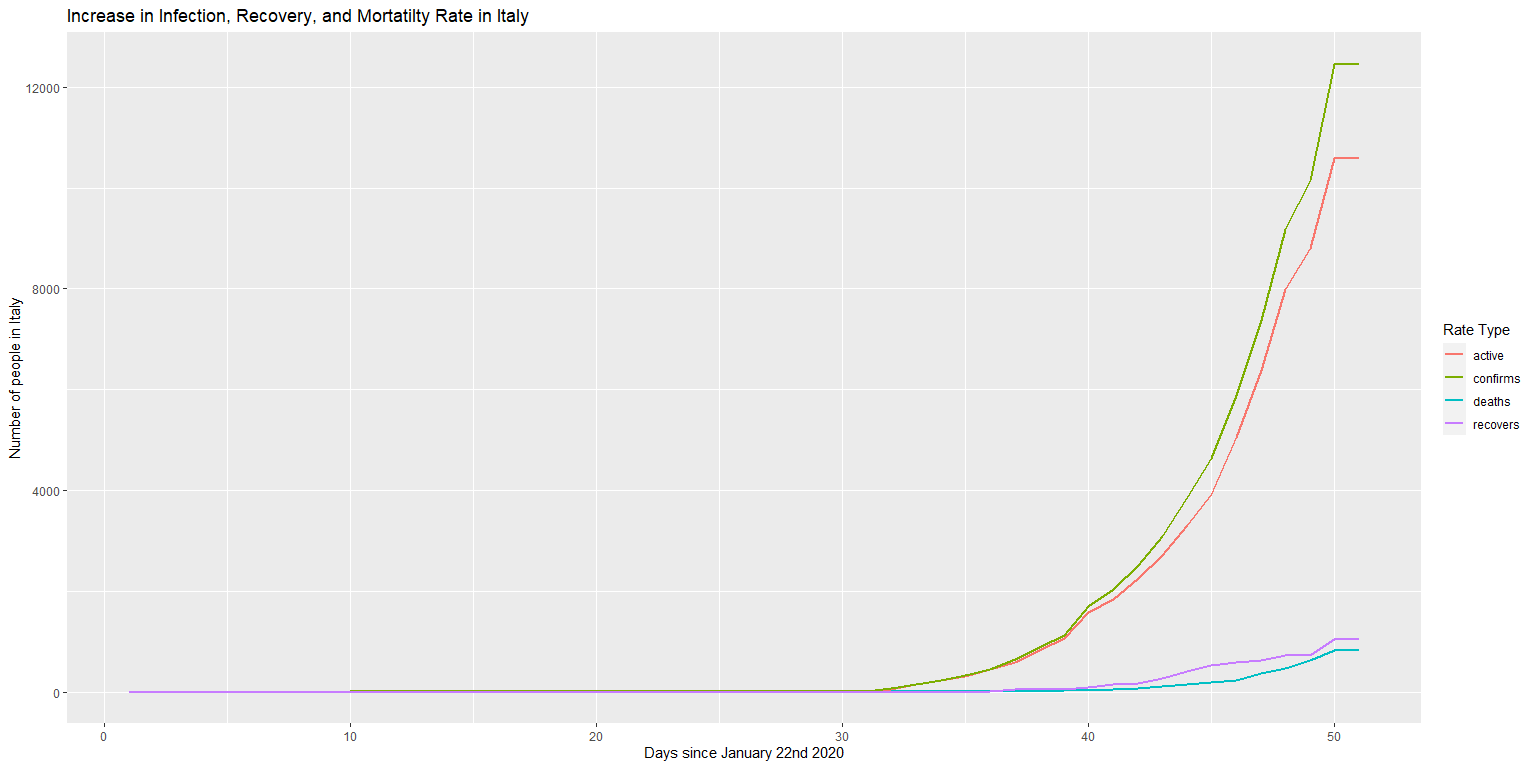 Increase in Infection, Recovery, and Mortatilty Rate in Italy
Number of people in Italy
12000
8000
4000
0
0 10 20 30 40 50
Days since January 22nd 2020
Rate Type
active
confirms
deaths
recovers